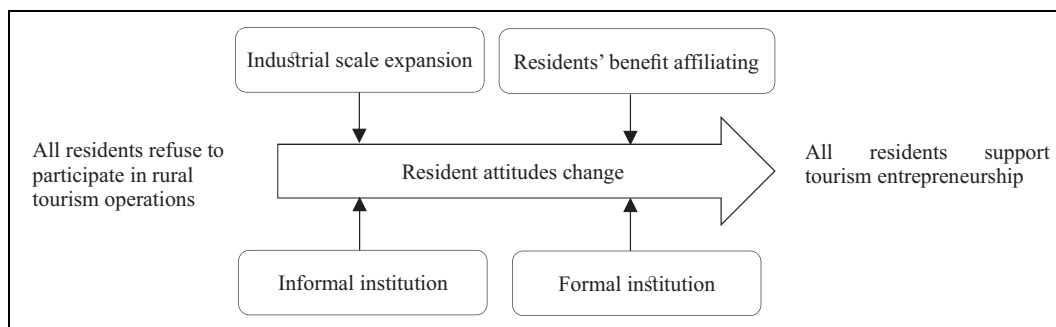 Industrial scale expansion
Residents' benefit affiliating
All residents refuse to
participate in rural
tourism operations
Resident attitudes change
All residents support
tourism entrepreneurship
Informal institution
Formal institution